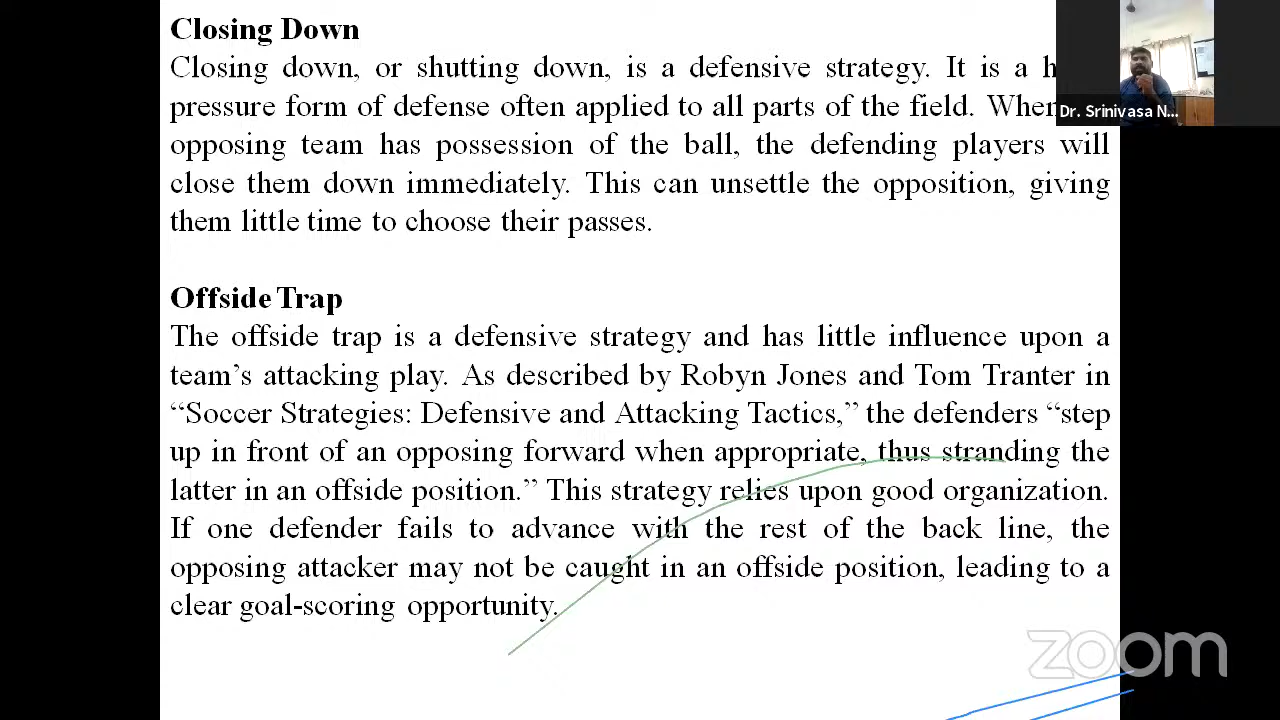 Closing Down
Closing down, or shutting down, is a defensive strategy. It is a h
pressure form of defense often applied to all parts of the field. When
opposing team has possession of the ball, the defending players will
close them down immediately. This can unsettle the opposition, giving
them little time to choose their passes.
Offside Trap
The offside trap is a defensive strategy and has little influence upon a
team’s attacking play. As described by Robyn Jones and Tom Tranter in
“Soccer Strategies: Defensive and Attacking Tactics,” the defenders “step
up in front of an opposing forward when appropriate, thus stranding the
latter in an offside position.” This strategy relies upon good organization.
If one defender fails to advance with the rest of the back line, the
opposing attacker may not be caught in an offside position, leading to a
clear goal-scoring opportunity.
Dr. Srinivasa N...
zoom